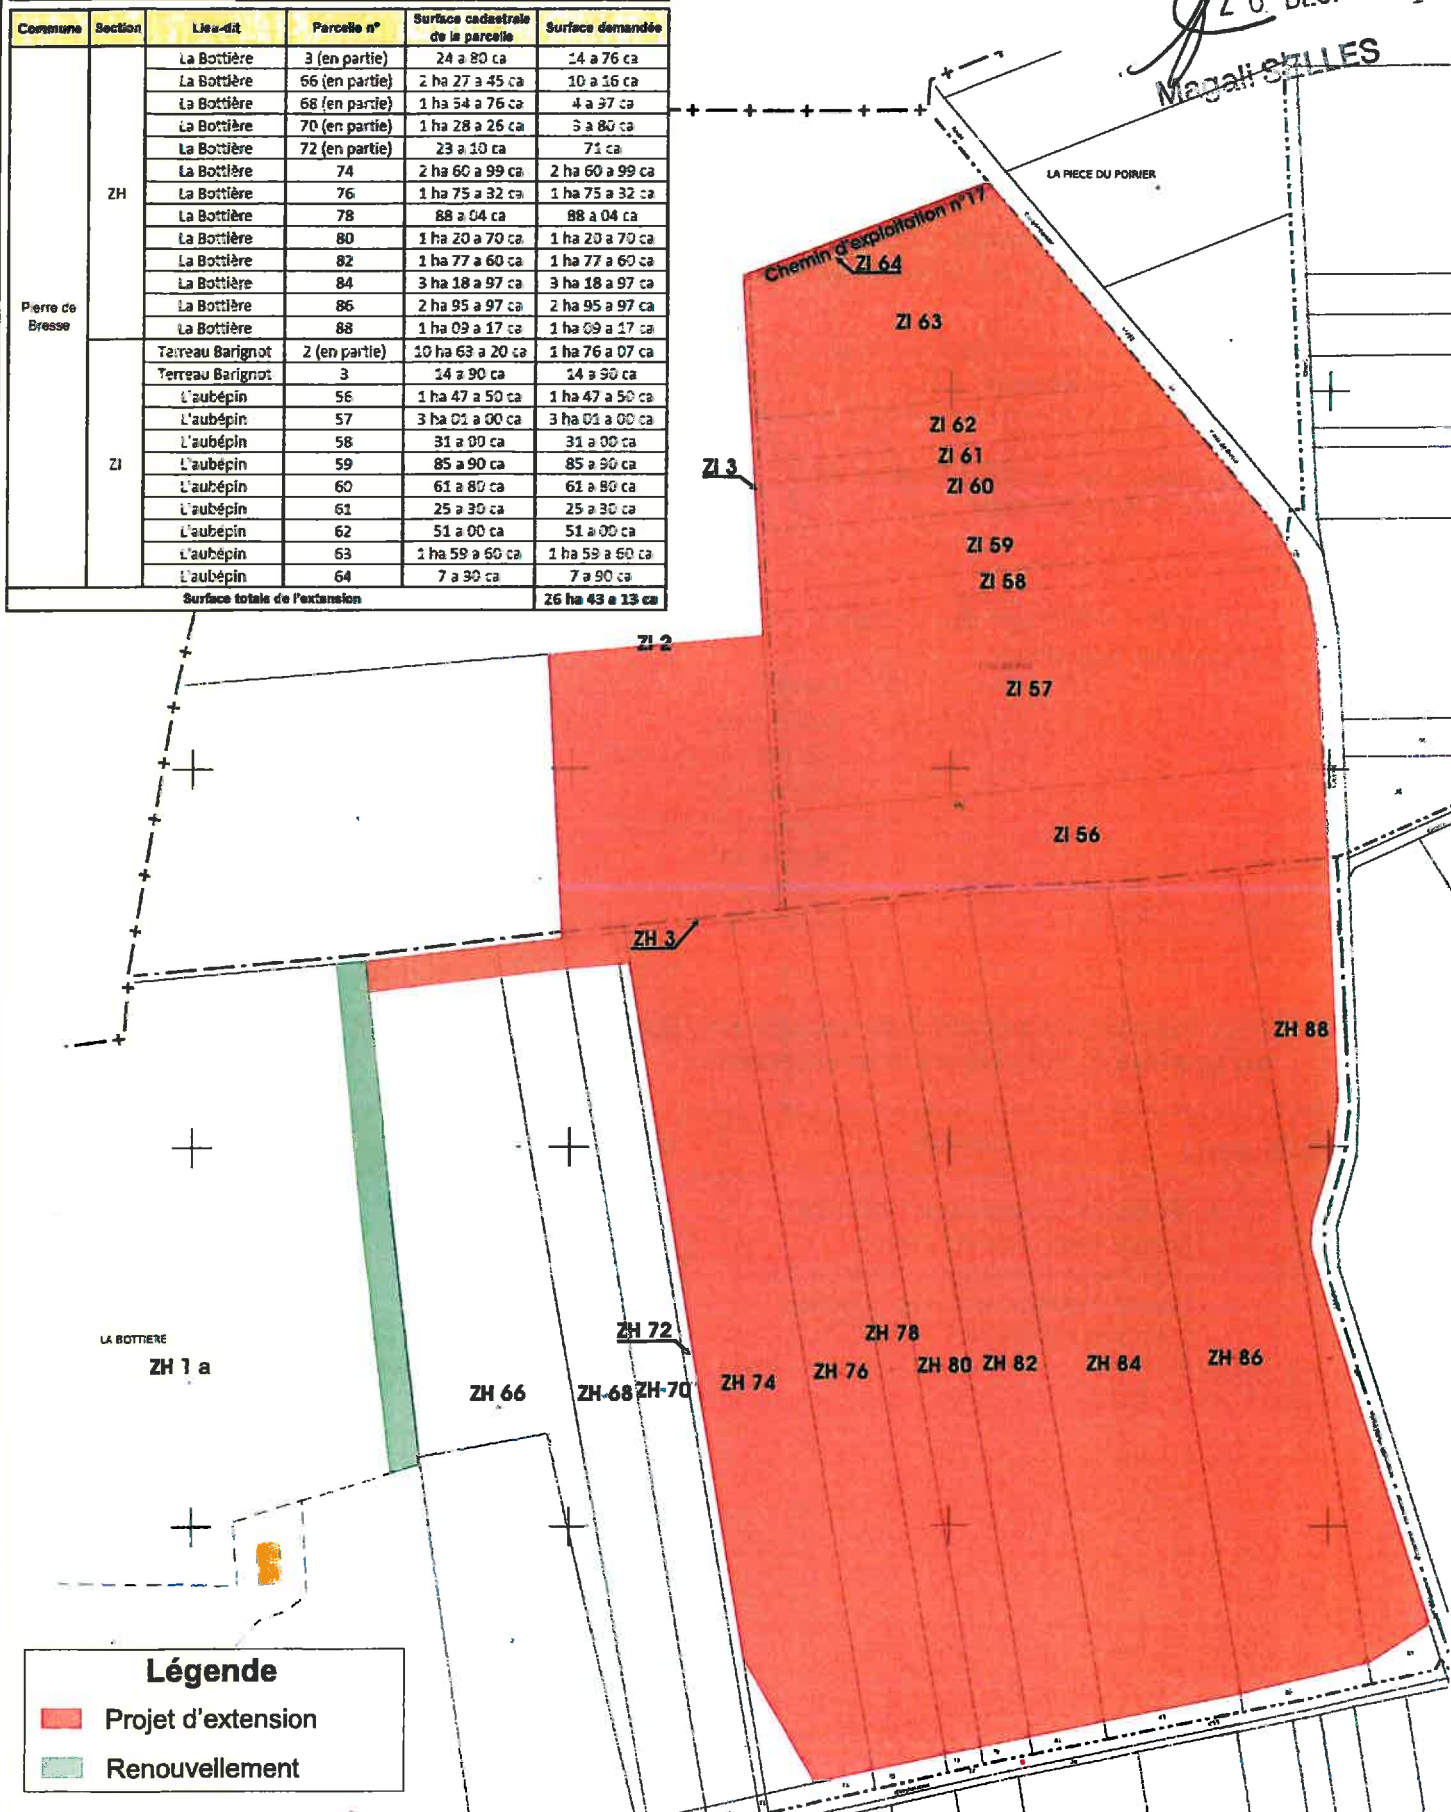 Commune Section Lieu-dit Parcelle n° Surface cadastrale de la parcelle Surface demandée
Pierre de Bresse
ZH
La Bottière 3 (en partie) 24 a 80 ca 14 a 76 ca
La Bottière 66 (en partie) 2 ha 27 a 45 ca 10 a 16 ca
La Bottière 68 (en partie) 1 ha 54 a 76 ca 4 a 97 ca
La Bottière 70 (en partie) 1 ha 28 a 26 ca 3 a 80 ca
La Bottière 72 (en partie) 23 a 10 ca 71 ca
La Bottière 74 2 ha 60 a 99 ca 2 ha 60 a 99 ca
La Bottière 76 1 ha 75 a 32 ca 1 ha 75 a 32 ca
La Bottière 78 88 a 04 ca 88 a 04 ca
La Bottière 80 1 ha 20 a 70 ca 1 ha 20 a 70 ca
La Bottière 82 1 ha 77 a 60 ca 1 ha 77 a 60 ca
La Bottière 84 3 ha 18 a 97 ca 3 ha 18 a 97 ca
La Bottière 86 2 ha 95 a 97 ca 2 ha 95 a 97 ca
La Bottière 88 1 ha 09 a 17 ca 1 ha 09 a 17 ca
ZI
Terreau Barignot 2 (en partie) 10 ha 63 a 20 ca 1 ha 76 a 07 ca
Terreau Barignot 3 14 a 90 ca 14 a 90 ca
L'aubépin 56 1 ha 47 a 50 ca 1 ha 47 a 50 ca
L'aubépin 57 3 ha 01 a 00 ca 3 ha 01 a 00 ca
L'aubépin 58 31 a 00 ca 31 a 00 ca
L'aubépin 59 85 a 90 ca 85 a 90 ca
L'aubépin 60 61 a 80 ca 61 a 80 ca
L'aubépin 61 25 a 30 ca 25 a 30 ca
L'aubépin 62 51 a 00 ca 51 a 00 ca
L'aubépin 63 1 ha 59 a 60 ca 1 ha 59 a 60 ca
L'aubépin 64 7 a 90 ca 7 a 90 ca
Surface totale de l'extension 26 ha 43 a 13 ca
Magali SELLES
LA PIECE DU POIRIER
Chemin d'exploitation n°17
ZI 64
ZI 63
ZI 62
ZI 61
ZI 3
ZI 60
ZI 59
ZI 58
ZI 2
ZI 57
ZI 56
ZH 3
ZH 88
ZH 72
ZH 78
LA BOTTIERE
ZH 1 a
ZH 66
ZH 68
ZH 70
ZH 74
ZH 76
ZH 80
ZH 82
ZH 84
ZH 86
Légende
Projet d'extension
Renouvellement